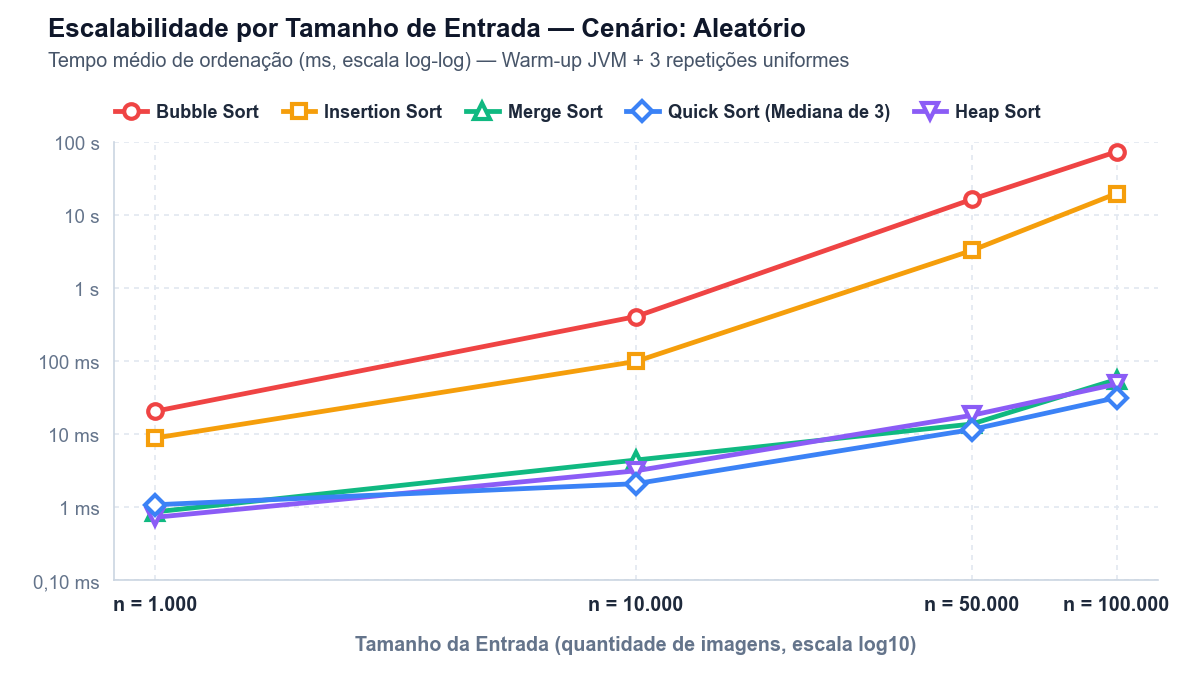 Escalabilidade por Tamanho de Entrada — Cenário: Aleatório
Tempo médio de ordenação (ms, escala log-log) — Warm-up JVM + 3 repetições uniformes
Bubble Sort Insertion Sort Merge Sort Quick Sort (Mediana de 3) Heap Sort
100 s
10 s
1 s
100 ms
10 ms
1 ms
0,10 ms
n = 1.000 n = 10.000 n = 50.000 n = 100.000
Tamanho da Entrada (quantidade de imagens, escala log10)